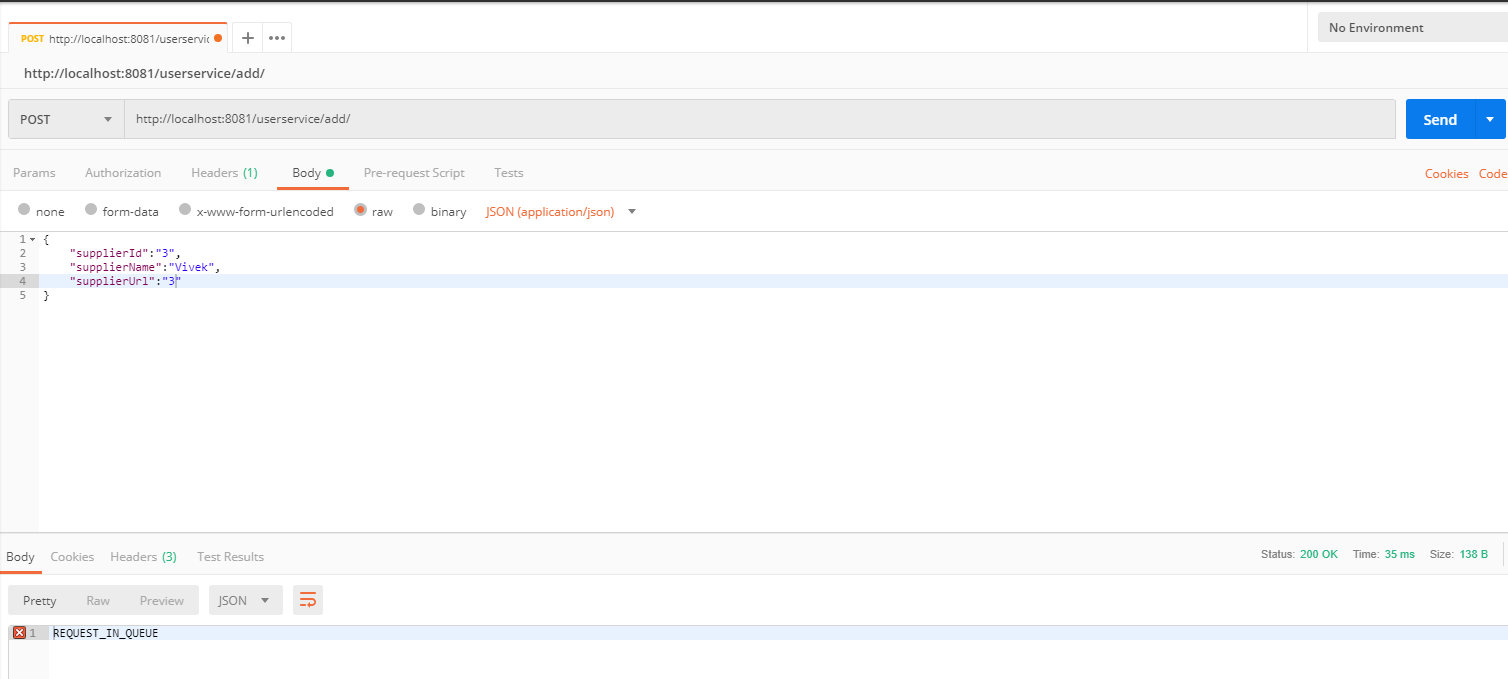 POST http://localhost:8081/userservic
No Environment
http://localhost:8081/userservice/add/
POST http://localhost:8081/userservice/add/ Send
Params Authorization Headers (1) Body Pre-request Script Tests Cookies Code
none form-data x-www-form-urlencoded raw binary JSON (application/json)
1 {
2 "supplierId":"3",
3 "supplierName":"Vivek",
4 "supplierUrl":"3"
5 }
Body Cookies Headers (3) Test Results Status: 200 OK Time: 35 ms Size: 138 B
Pretty Raw Preview JSON
1 REQUEST_IN_QUEUE